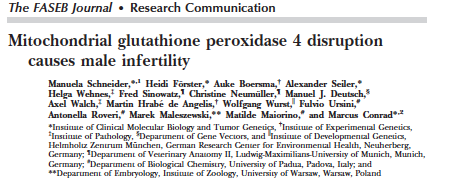 The FASEB Journal • Research Communication
Mitochondrial glutathione peroxidase 4 disruption
causes male infertility
Manuela Schneider,*,1 Heidi Förster,* Auke Boersma,† Alexander Seiler,*
Helga Wehnes,‡ Fred Sinowatz,¶ Christine Neumüller,¶ Manuel J. Deutsch,§
Axel Walch,‡ Martin Hrabé de Angelis,† Wolfgang Wurst,∥ Fulvio Ursini,#
Antonella Roveri,# Marek Maleszewski,** Matilde Maiorino,# and Marcus Conrad*,2
*Institute of Clinical Molecular Biology and Tumor Genetics, †Institute of Experimental Genetics,
‡Institute of Pathology, §Department of Gene Vectors, and ∥Institute of Developmental Genetics,
Helmholz Zentrum München, German Research Center for Environmental Health, Neuherberg,
Germany; ¶Department of Veterinary Anatomy II, Ludwig-Maximilians-University of Munich, Munich,
Germany; #Department of Biological Chemistry, University of Padua, Padova, Italy; and
**Department of Embryology, Institute of Zoology, University of Warsaw, Warsaw, Poland